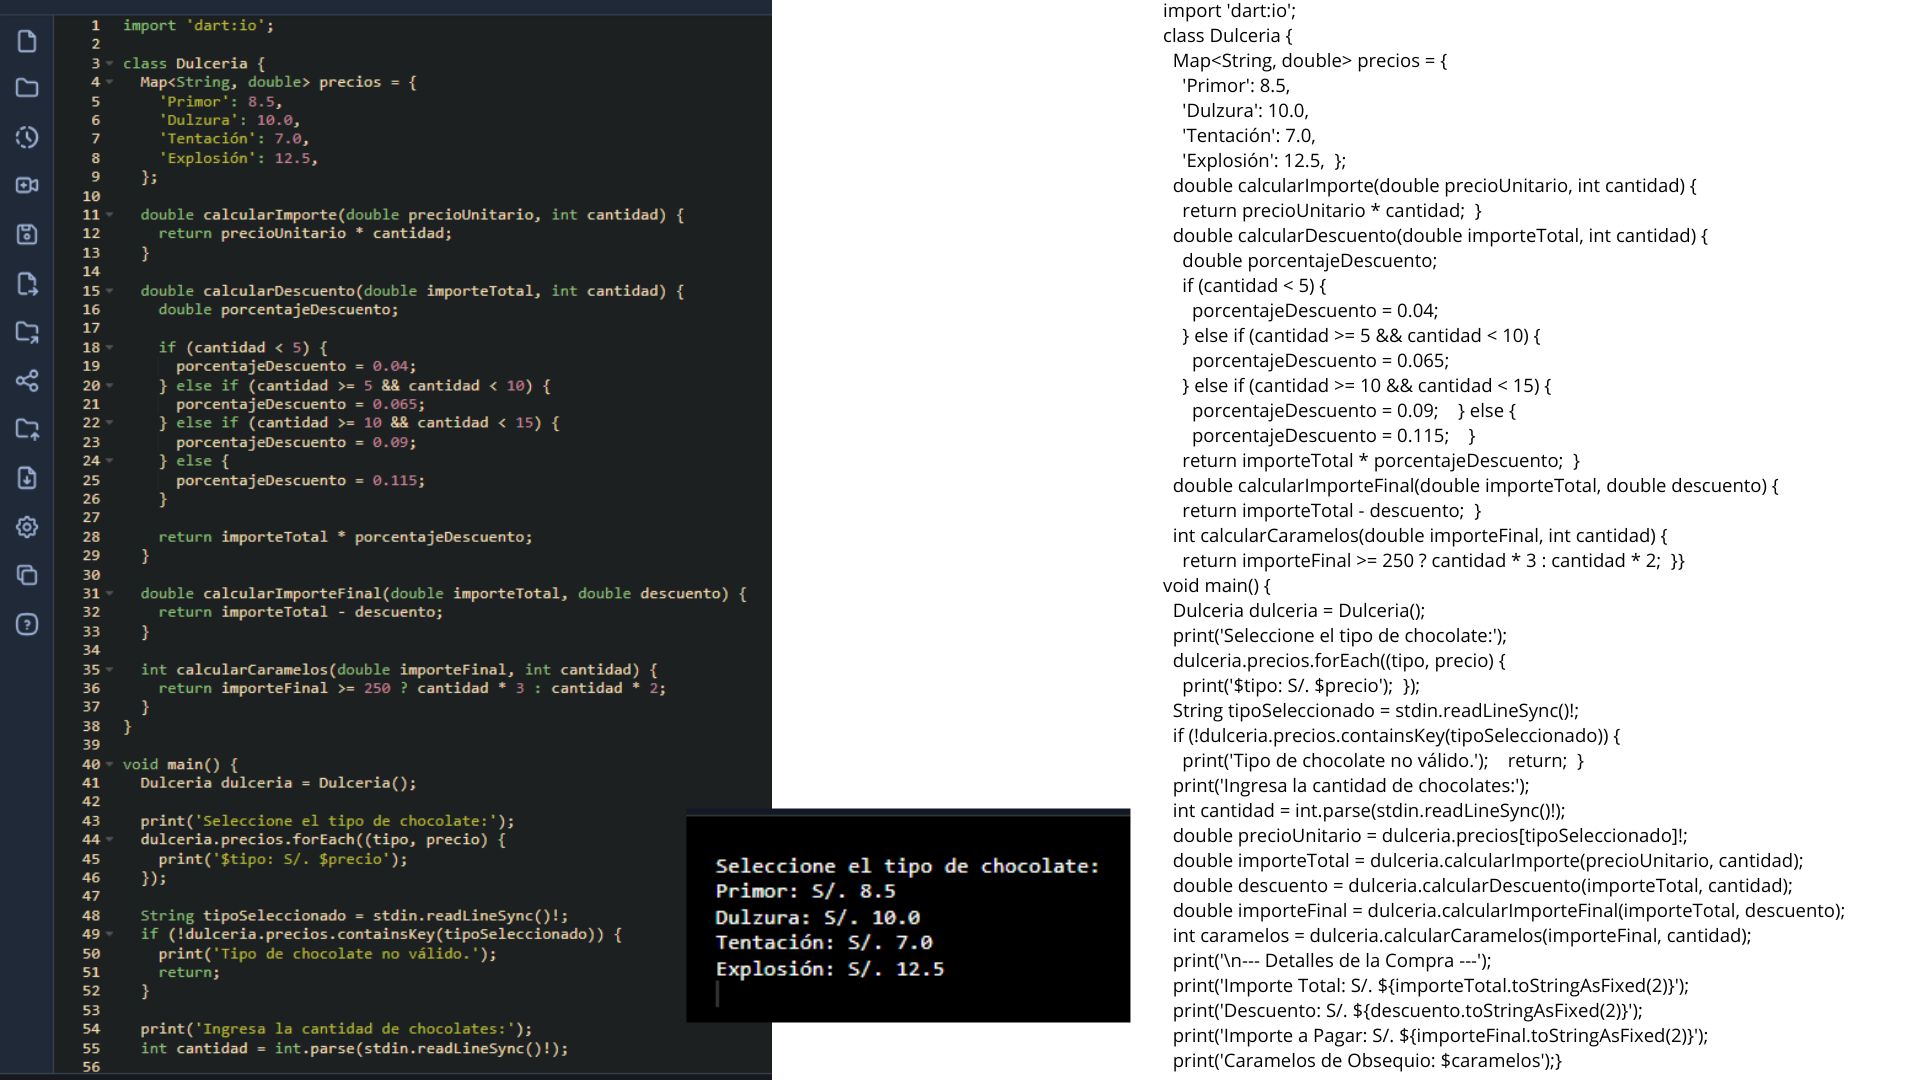 1 import 'dart:io';
2
3 class Dulceria {
4 Map<String, double> precios = {
5 'Primor': 8.5,
6 'Dulzura': 10.0,
7 'Tentación': 7.0,
8 'Explosión': 12.5,
9 };
10
11 double calcularImporte(double precioUnitario, int cantidad) {
12 return precioUnitario * cantidad;
13 }
14
15 double calcularDescuento(double importeTotal, int cantidad) {
16 double porcentajeDescuento;
17
18 if (cantidad < 5) {
19 porcentajeDescuento = 0.04;
20 } else if (cantidad >= 5 && cantidad < 10) {
21 porcentajeDescuento = 0.065;
22 } else if (cantidad >= 10 && cantidad < 15) {
23 porcentajeDescuento = 0.09;
24 } else {
25 porcentajeDescuento = 0.115;
26 }
27
28 return importeTotal * porcentajeDescuento;
29 }
30
31 double calcularImporteFinal(double importeTotal, double descuento) {
32 return importeTotal - descuento;
33 }
34
35 int calcularCaramelos(double importeFinal, int cantidad) {
36 return importeFinal >= 250 ? cantidad * 3 : cantidad * 2;
37 }
38 }
39
40 void main() {
41 Dulceria dulceria = Dulceria();
42
43 print('Seleccione el tipo de chocolate:');
44 dulceria.precios.forEach((tipo, precio) {
45 print('$tipo: S/. $precio');
46 });
47
48 String tipoSeleccionado = stdin.readLineSync()!;
49 if (!dulceria.precios.containsKey(tipoSeleccionado)) {
50 print('Tipo de chocolate no válido.');
51 return;
52 }
53
54 print('Ingresa la cantidad de chocolates:');
55 int cantidad = int.parse(stdin.readLineSync()!);
56
Seleccione el tipo de chocolate:
Primor: S/. 8.5
Dulzura: S/. 10.0
Tentación: S/. 7.0
Explosión: S/. 12.5
import 'dart:io';
class Dulceria {
Map<String, double> precios = {
'Primor': 8.5,
'Dulzura': 10.0,
'Tentación': 7.0,
'Explosión': 12.5, };
double calcularImporte(double precioUnitario, int cantidad) {
return precioUnitario * cantidad; }
double calcularDescuento(double importeTotal, int cantidad) {
double porcentajeDescuento;
if (cantidad < 5) {
porcentajeDescuento = 0.04;
} else if (cantidad >= 5 && cantidad < 10) {
porcentajeDescuento = 0.065;
} else if (cantidad >= 10 && cantidad < 15) {
porcentajeDescuento = 0.09; } else {
porcentajeDescuento = 0.115; }
return importeTotal * porcentajeDescuento; }
double calcularImporteFinal(double importeTotal, double descuento) {
return importeTotal - descuento; }
int calcularCaramelos(double importeFinal, int cantidad) {
return importeFinal >= 250 ? cantidad * 3 : cantidad * 2; }}
void main() {
Dulceria dulceria = Dulceria();
print('Seleccione el tipo de chocolate:');
dulceria.precios.forEach((tipo, precio) {
print('$tipo: S/. $precio'); });
String tipoSeleccionado = stdin.readLineSync()!;
if (!dulceria.precios.containsKey(tipoSeleccionado)) {
print('Tipo de chocolate no válido.'); return; }
print('Ingresa la cantidad de chocolates:');
int cantidad = int.parse(stdin.readLineSync()!);
double precioUnitario = dulceria.precios[tipoSeleccionado]!;
double importeTotal = dulceria.calcularImporte(precioUnitario, cantidad);
double descuento = dulceria.calcularDescuento(importeTotal, cantidad);
double importeFinal = dulceria.calcularImporteFinal(importeTotal, descuento);
int caramelos = dulceria.calcularCaramelos(importeFinal, cantidad);
print('\n--- Detalles de la Compra ---');
print('Importe Total: S/. ${importeTotal.toStringAsFixed(2)}');
print('Descuento: S/. ${descuento.toStringAsFixed(2)}');
print('Importe a Pagar: S/. ${importeFinal.toStringAsFixed(2)}');
print('Caramelos de Obsequio: $caramelos');}